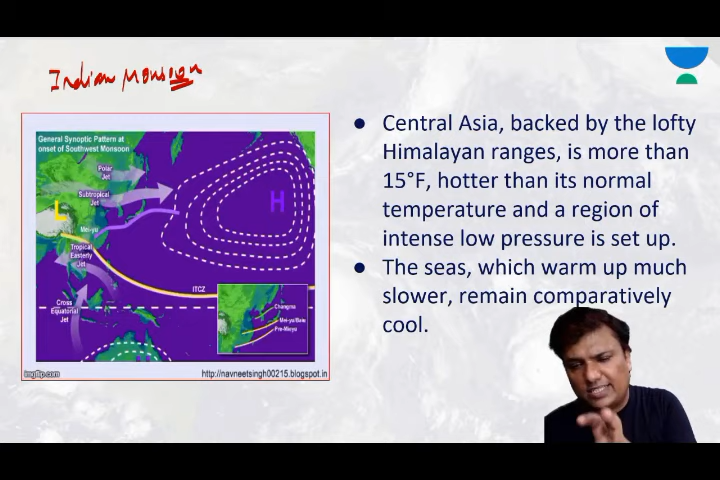 Indian Monsoon
General Synoptic Pattern at
onset of Southwest Monsoon
Polar
Jet
Subtropical
Jet
H
L
Mei-yu
Tropical
Easterly
Jet
ITCZ
Cross
Equatorial
Jet
Changma
Mei-yu/Baiu
Pre-Meiyu
H
imgflip.com
http://navneetsingh00215.blogspot.in
● Central Asia, backed by the lofty
Himalayan ranges, is more than
15°F, hotter than its normal
temperature and a region of
intense low pressure is set up.
● The seas, which warm up much
slower, remain comparatively
cool.